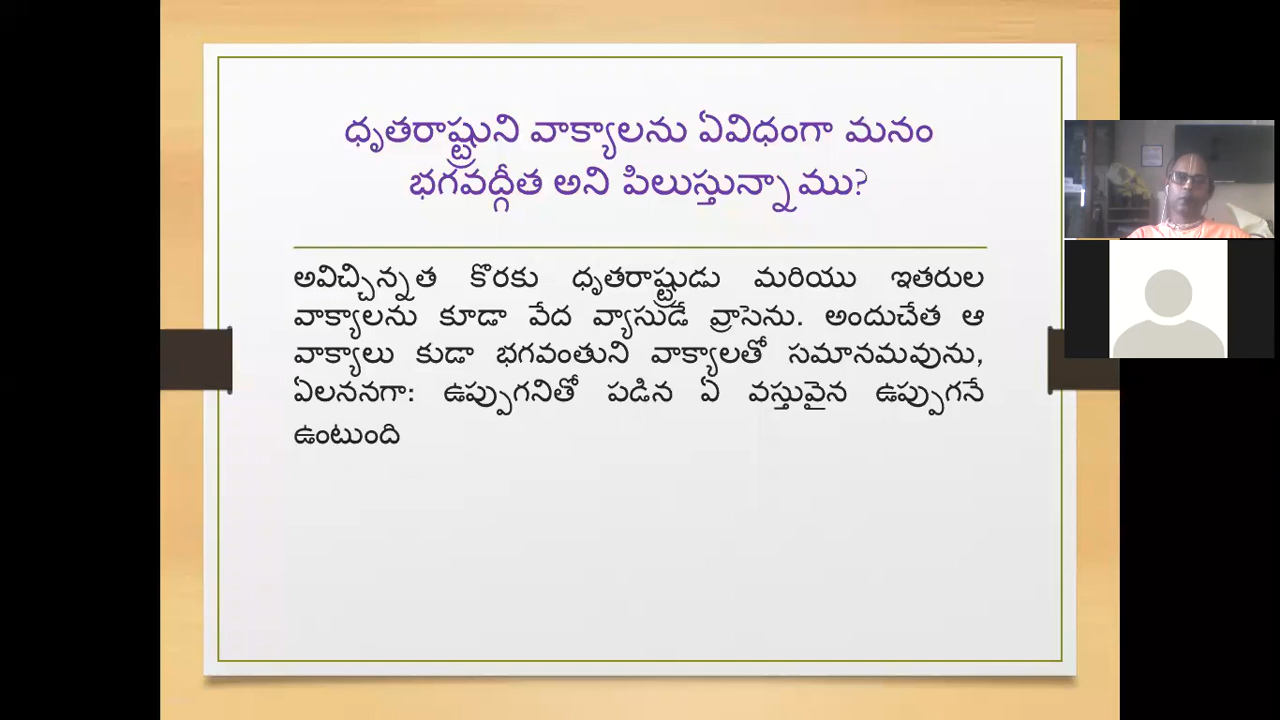 ధృతరాష్ట్రుని వాక్యాలను ఏవిధంగా మనం
భగవద్గీత అని పిలుస్తున్నాము?
అవిచ్చిన్నత కొరకు ధృతరాష్ట్రుడు మరియు ఇతరుల
వాక్యాలను కూడా వేద వ్యాసుడే వ్రాసెను. అందుచేత ఆ
వాక్యాలు కుడా భగవంతుని వాక్యాలతో సమానమవును,
ఏలననగా: ఉప్పుగనితో పడిన ఏ వస్తువైన ఉప్పుగనే
ఉంటుంది